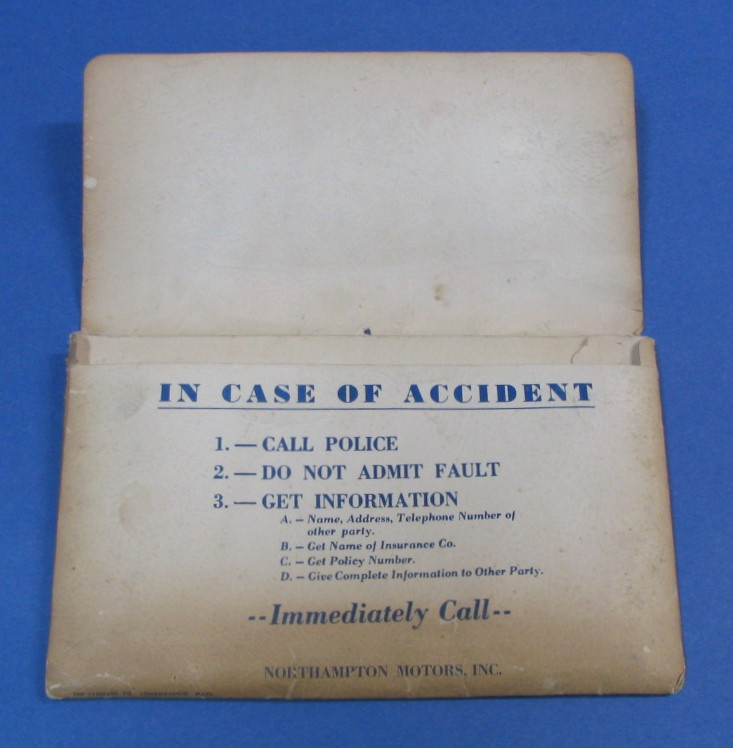 IN CASE OF ACCIDENT
1. — CALL POLICE
2. — DO NOT ADMIT FAULT
3. — GET INFORMATION
A. – Name, Address, Telephone Number of
other party.
B. – Get Name of Insurance Co.
C. – Get Policy Number.
D. – Give Complete Information to Other Party.
--Immediately Call--
NORTHAMPTON MOTORS, INC.